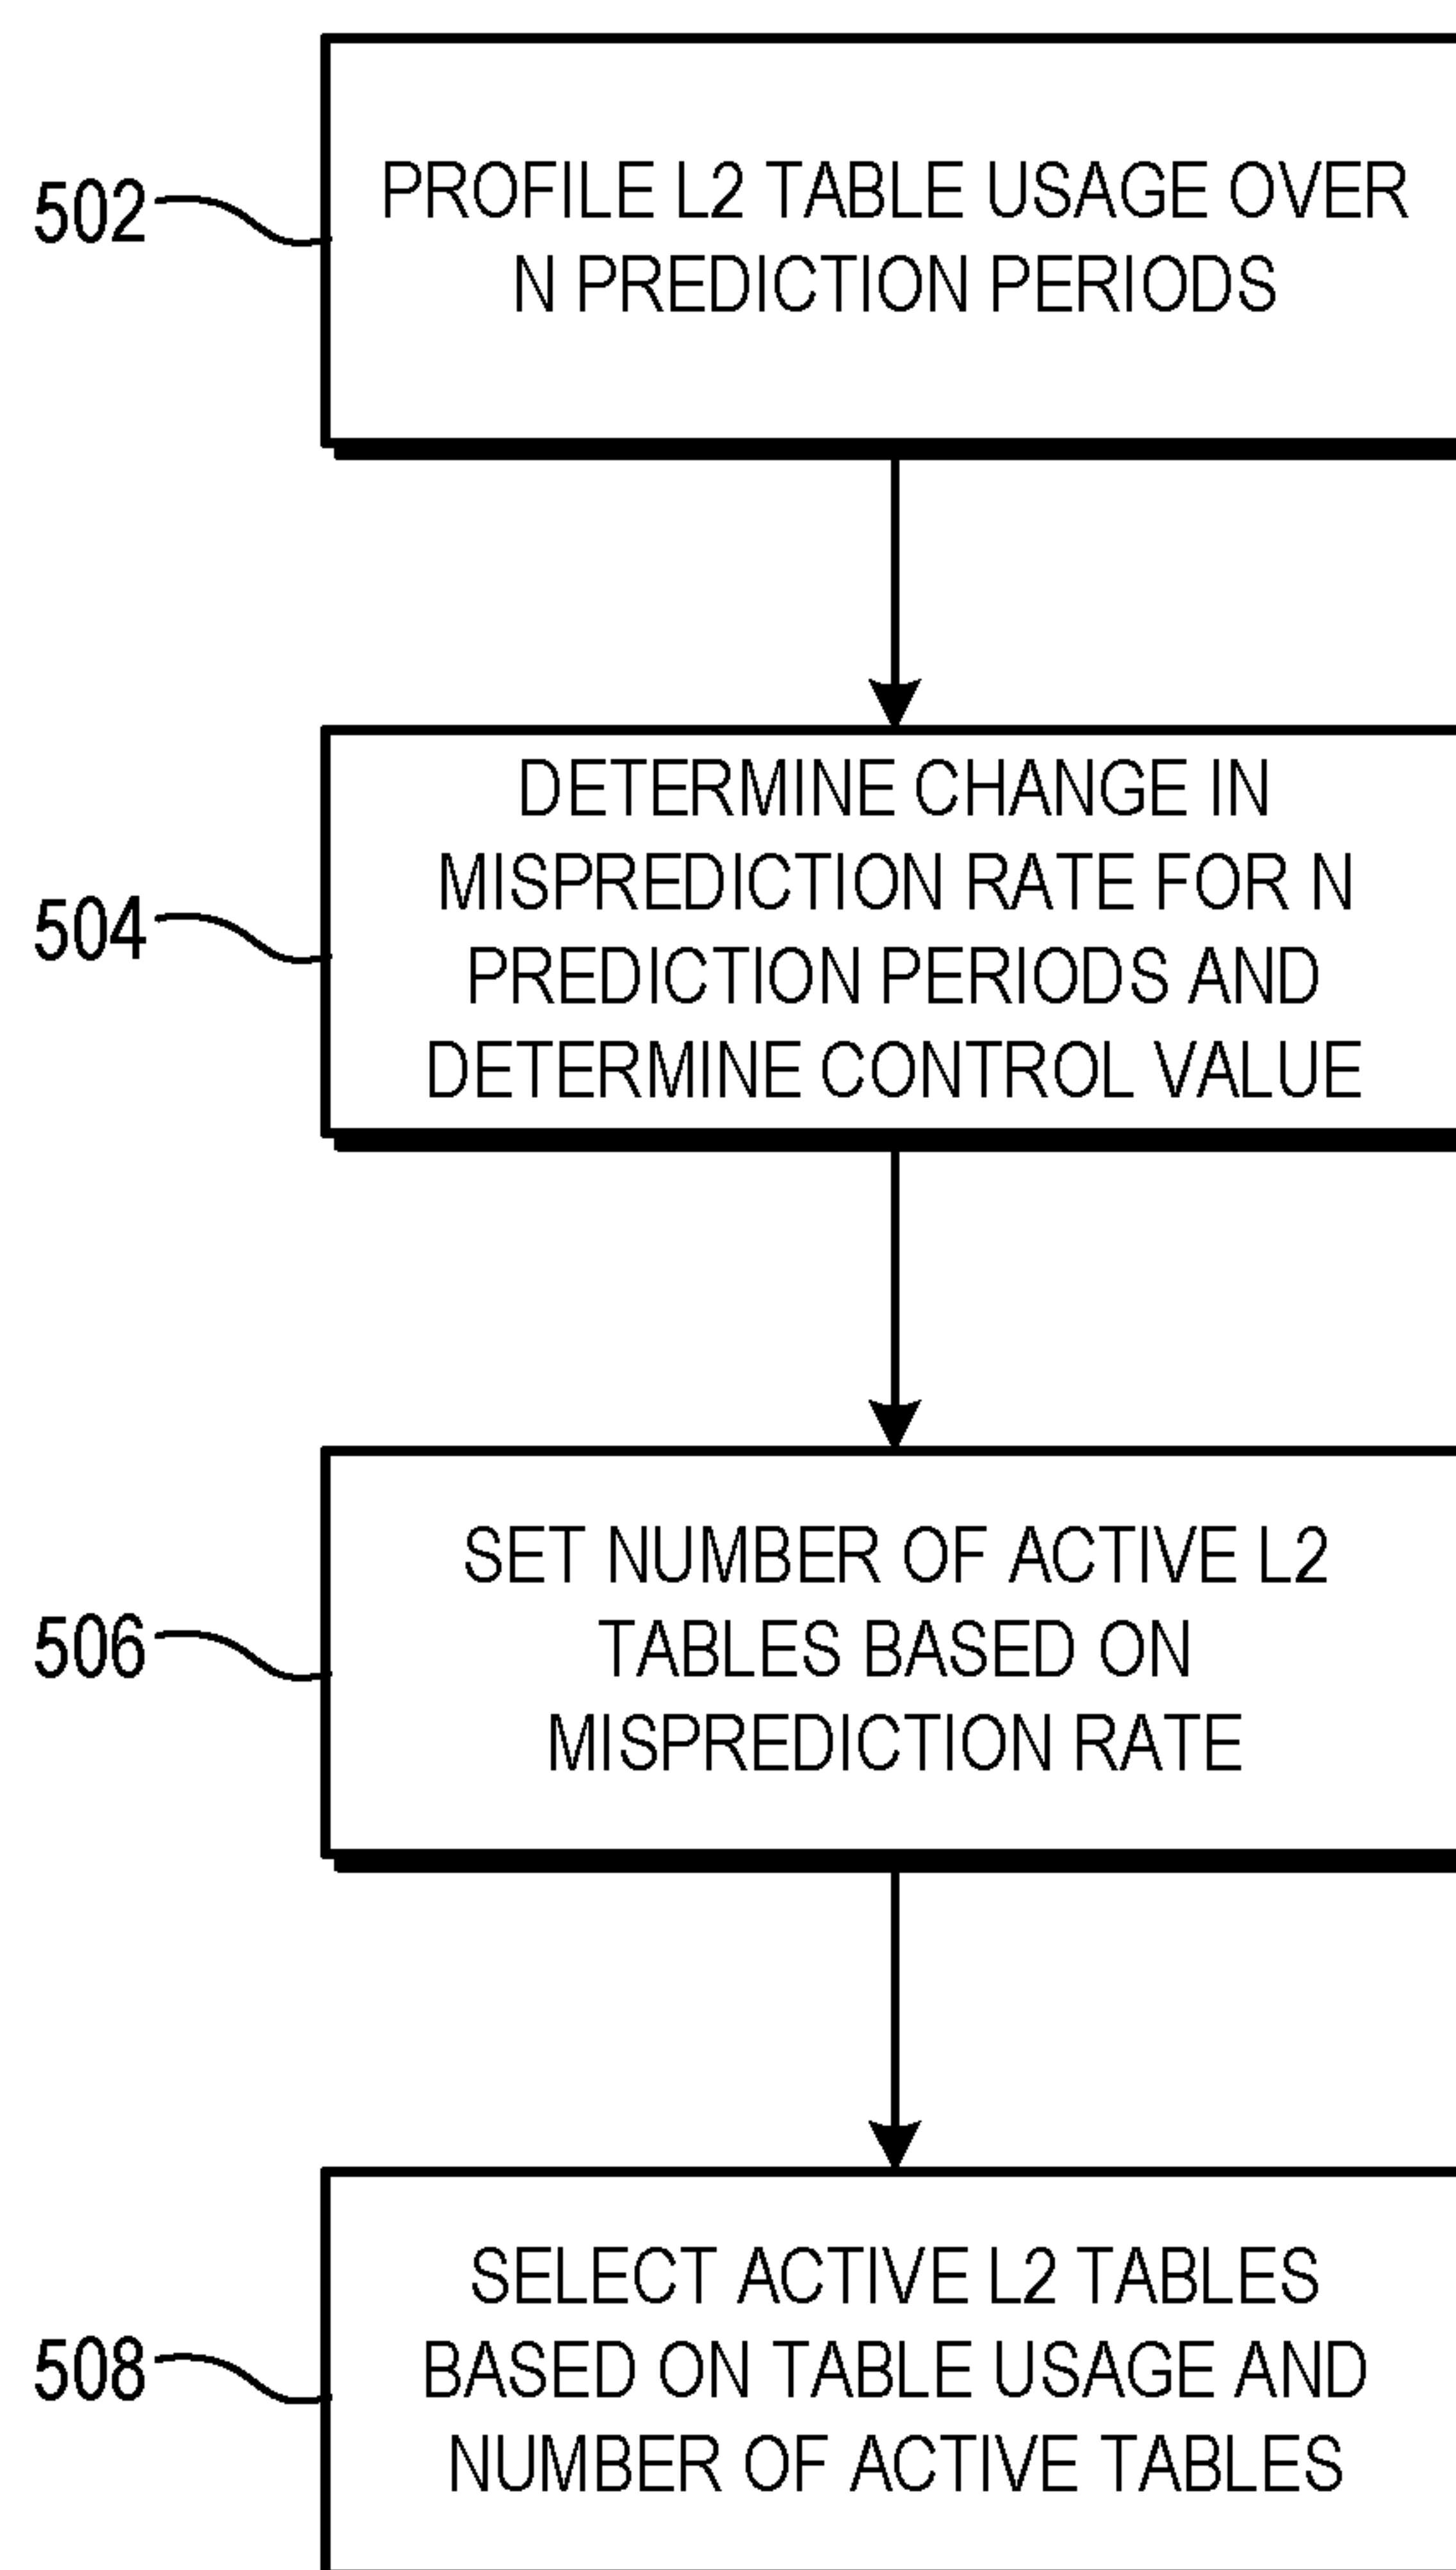 502
PROFILE L2 TABLE USAGE OVER
N PREDICTION PERIODS
504
DETERMINE CHANGE IN
MISPREDICTION RATE FOR N
PREDICTION PERIODS AND
DETERMINE CONTROL VALUE
506
SET NUMBER OF ACTIVE L2
TABLES BASED ON
MISPREDICTION RATE
508
SELECT ACTIVE L2 TABLES
BASED ON TABLE USAGE AND
NUMBER OF ACTIVE TABLES